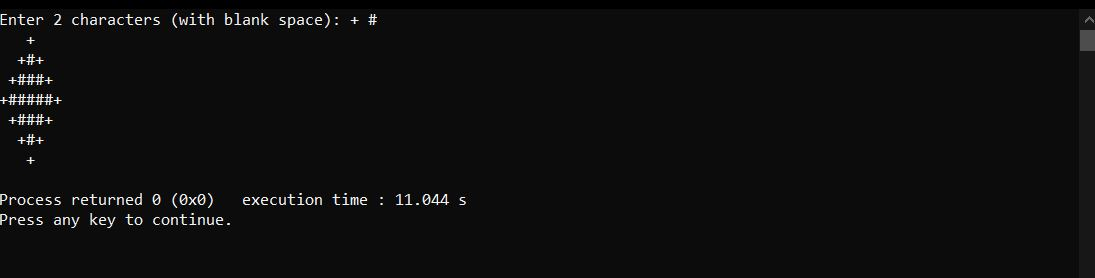 Enter 2 characters (with blank space): + #
   +
  +#+
 +###+
+#####+
 +###+
  +#+
   +
Process returned 0 (0x0)   execution time : 11.044 s
Press any key to continue.